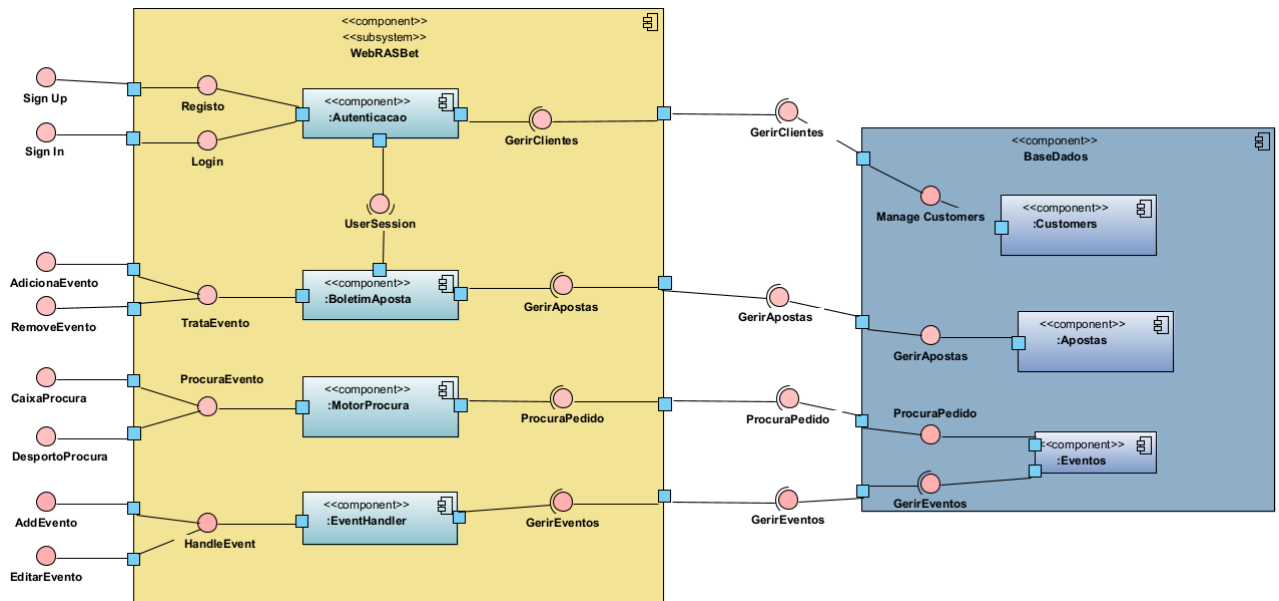 <<component>>
<<subsystem>>
WebRASBet
Sign Up
Registo
<<component>>
:Autenticacao
GerirClientes
GerirClientes
Sign In
Login
<<component>>
BaseDados
UserSession
Manage Customers
<<component>>
:Customers
AdicionaEvento
RemoveEvento
TrataEvento
<<component>>
:BoletimAposta
GerirApostas
GerirApostas
GerirApostas
<<component>>
:Apostas
CaixaProcura
DesportoProcura
ProcuraEvento
<<component>>
:MotorProcura
ProcuraPedido
ProcuraPedido
ProcuraPedido
<<component>>
:Eventos
AddEvento
EditarEvento
HandleEvent
<<component>>
:EventHandler
GerirEventos
GerirEventos
GerirEventos